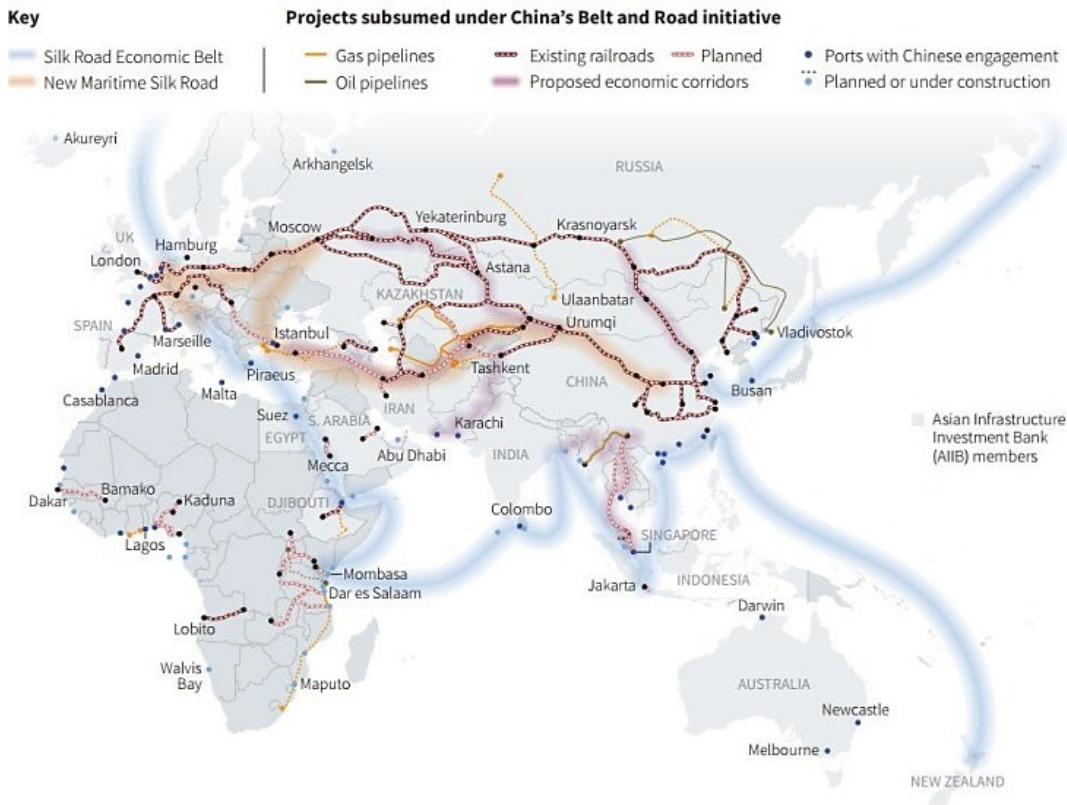 Key
Projects subsumed under China's Belt and Road initiative
Silk Road Economic Belt
New Maritime Silk Road
Gas pipelines
Oil pipelines
Existing railroads
Planned
Proposed economic corridors
Ports with Chinese engagement
Planned or under construction
Akureyri
Arkhangelsk
RUSSIA
Yekaterinburg
Krasnoyarsk
Moscow
UK
Hamburg
London
Astana
KAZAKHSTAN
Ulaanbatar
Urumqi
SPAIN
Istanbul
Vladivostok
Marseille
Tashkent
Madrid
Piraeus
CHINA
Busan
Casablanca
Malta
IRAN
Suez
S. ARABIA
Karachi
Asian Infrastructure
Investment Bank
(AIIB) members
EGYPT
Abu Dhabi
INDIA
Mecca
Dakar
Bamako
Kaduna
DJIBOUTI
Colombo
Lagos
SINGAPORE
Mombasa
Jakarta
INDONESIA
Dar es Salaam
Darwin
Lobito
Walvis
Bay
Maputo
AUSTRALIA
Newcastle
Melbourne
NEW ZEALAND